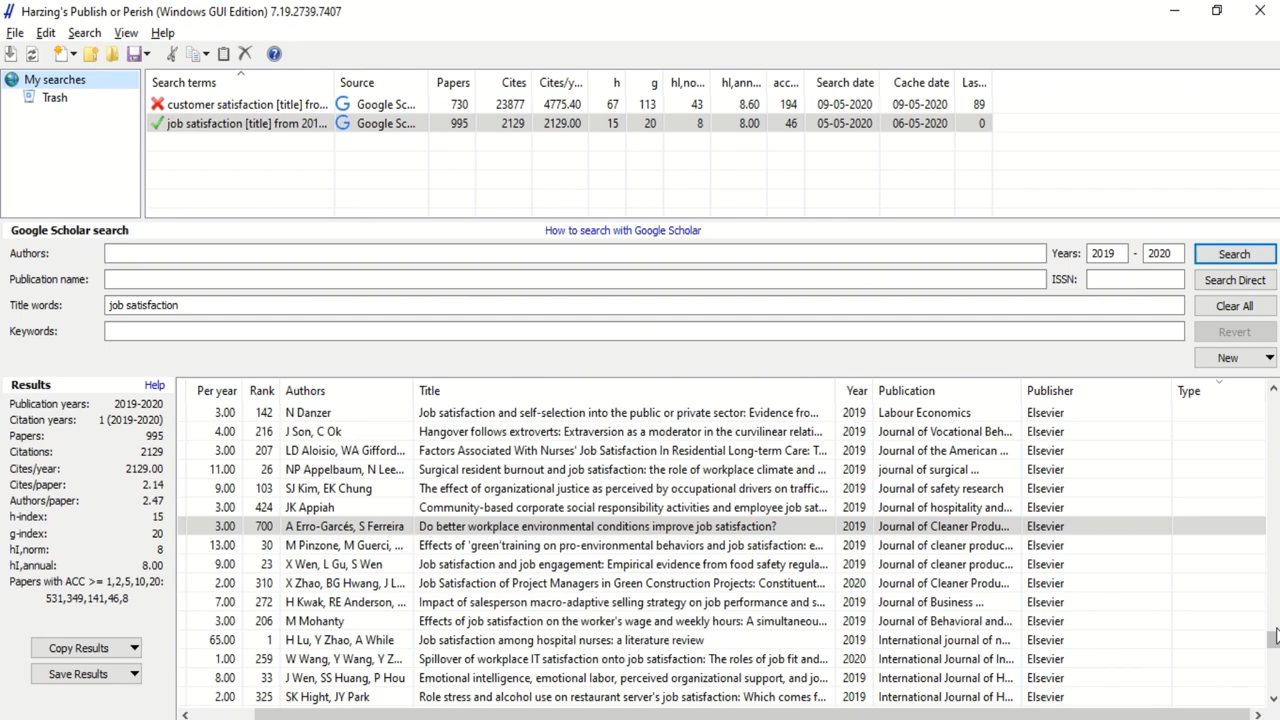 Harzing's Publish or Perish (Windows GUI Edition) 7.19.2739.7407
File Edit Search View Help
My searches
Trash
Search terms Source Papers Cites Cites/y... h g hI,no... hI,ann... acc... Search date Cache date Las...
customer satisfaction [title] fro... Google Sc... 730 23877 4775.40 67 113 43 8.60 194 09-05-2020 09-05-2020 89
job satisfaction [title] from 201... Google Sc... 995 2129 2129.00 15 20 8 8.00 46 05-05-2020 06-05-2020 0
Google Scholar search How to search with Google Scholar
Authors: Years: 2019 - 2020 Search
Publication name: ISSN: Search Direct
Title words: job satisfaction Clear All
Keywords: Revert
New
Results Help
Publication years: 2019-2020
Citation years: 1 (2019-2020)
Papers: 995
Citations: 2129
Cites/year: 2129.00
Cites/paper: 2.14
Authors/paper: 2.47
h-index: 15
g-index: 20
hI,norm: 8
hI,annual: 8.00
Papers with ACC >= 1,2,5,10,20:
531,349,141,46,8
Copy Results
Save Results
Per year Rank Authors Title Year Publication Publisher Type
3.00 142 N Danzer Job satisfaction and self-selection into the public or private sector: Evidence fro... 2019 Labour Economics Elsevier
4.00 216 J Son, C Ok Hangover follows extroverts: Extraversion as a moderator in the curvilinear relati... 2019 Journal of Vocational Beh... Elsevier
3.00 207 LD Aloisio, WA Gifford... Factors Associated With Nurses' Job Satisfaction In Residential Long-term Care: T... 2019 Journal of the American ... Elsevier
11.00 26 NP Appelbaum, N Lee... Surgical resident burnout and job satisfaction: the role of workplace climate and ... 2019 journal of surgical ... Elsevier
9.00 103 SJ Kim, EK Chung The effect of organizational justice as perceived by occupational drivers on traffic... 2019 Journal of safety research Elsevier
3.00 424 JK Appiah Community-based corporate social responsibility activities and employee job sat... 2019 Journal of hospitality and... Elsevier
3.00 700 A Erro-Garcés, S Ferreira Do better workplace environmental conditions improve job satisfaction? 2019 Journal of Cleaner Produ... Elsevier
13.00 30 M Pinzone, M Guerci, ... Effects of 'green'training on pro-environmental behaviors and job satisfaction: e... 2019 Journal of cleaner produc... Elsevier
9.00 23 X Wen, L Gu, S Wen Job satisfaction and job engagement: Empirical evidence from food safety regula... 2019 Journal of cleaner produc... Elsevier
2.00 310 X Zhao, BG Hwang, J L... Job Satisfaction of Project Managers in Green Construction Projects: Constituent... 2020 Journal of Cleaner Produ... Elsevier
7.00 272 H Kwak, RE Anderson, ... Impact of salesperson macro-adaptive selling strategy on job performance and s... 2019 Journal of Business ... Elsevier
3.00 206 M Mohanty Effects of job satisfaction on the worker's wage and weekly hours: A simultaneou... 2019 Journal of Behavioral and... Elsevier
65.00 1 H Lu, Y Zhao, A While Job satisfaction among hospital nurses: a literature review 2019 International journal of n... Elsevier
1.00 259 W Wang, Y Wang, Y Z... Spillover of workplace IT satisfaction onto job satisfaction: The roles of job fit and... 2020 International Journal of In... Elsevier
8.00 33 J Wen, SS Huang, P Hou Emotional intelligence, emotional labor, perceived organizational support, and jo... 2019 International Journal of H... Elsevier
2.00 325 SK Hight, JY Park Role stress and alcohol use on restaurant server's job satisfaction: Which comes f... 2019 International Journal of H... Elsevier